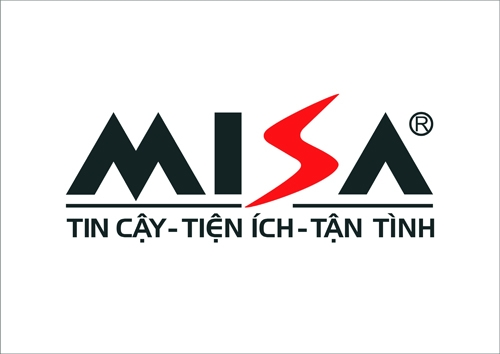 MISA®
TIN CẬY-TIỆN ÍCH-TẬN TÌNH